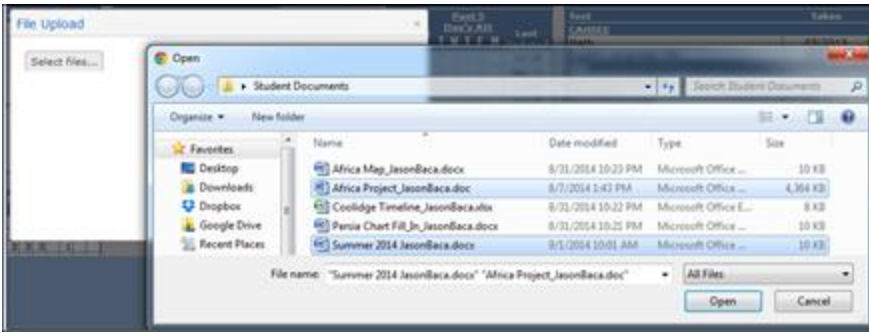 File Upload
Select files...
Open
Student Documents
Search Student Documents
Organize
New folder
Name
Date modified
Type
Size
Favorites
Desktop
Downloads
Dropbox
Google Drive
Recent Places
Africa Map_JasonBaca.docx 8/31/2014 10:23 PM Microsoft Office ... 10 KB
Africa Project_JasonBaca.doc 8/7/2014 1:43 PM Microsoft Office ... 4,364 KB
Coolidge Timeline_JasonBaca.xlsx 8/31/2014 10:22 PM Microsoft Office E... 8 KB
Persia Chart Fill_In_JasonBaca.docx 8/31/2014 10:25 PM Microsoft Office ... 10 KB
Summer 2014 JasonBaca.docx 9/1/2014 10:01 AM Microsoft Office ... 10 KB
File name: "Summer 2014 JasonBaca.docx" "Africa Project_JasonBaca.doc"
All Files
Open
Cancel